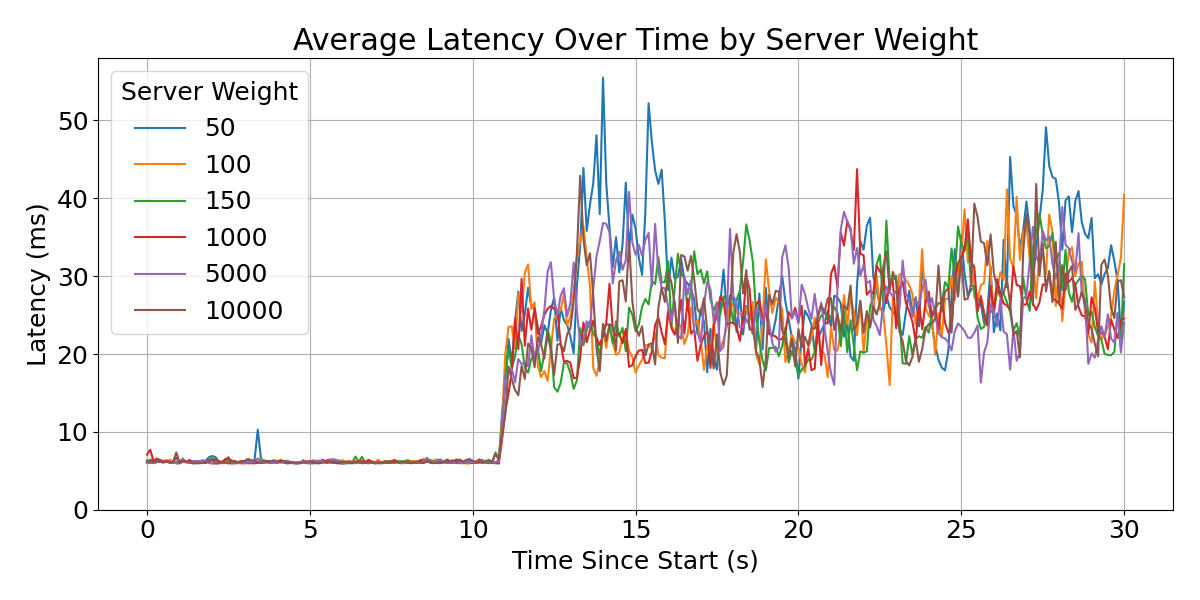 Average Latency Over Time by Server Weight
Server Weight
50
100
150
1000
5000
10000
Latency (ms)
50
40
30
20
10
0
0 5 10 15 20 25 30
Time Since Start (s)